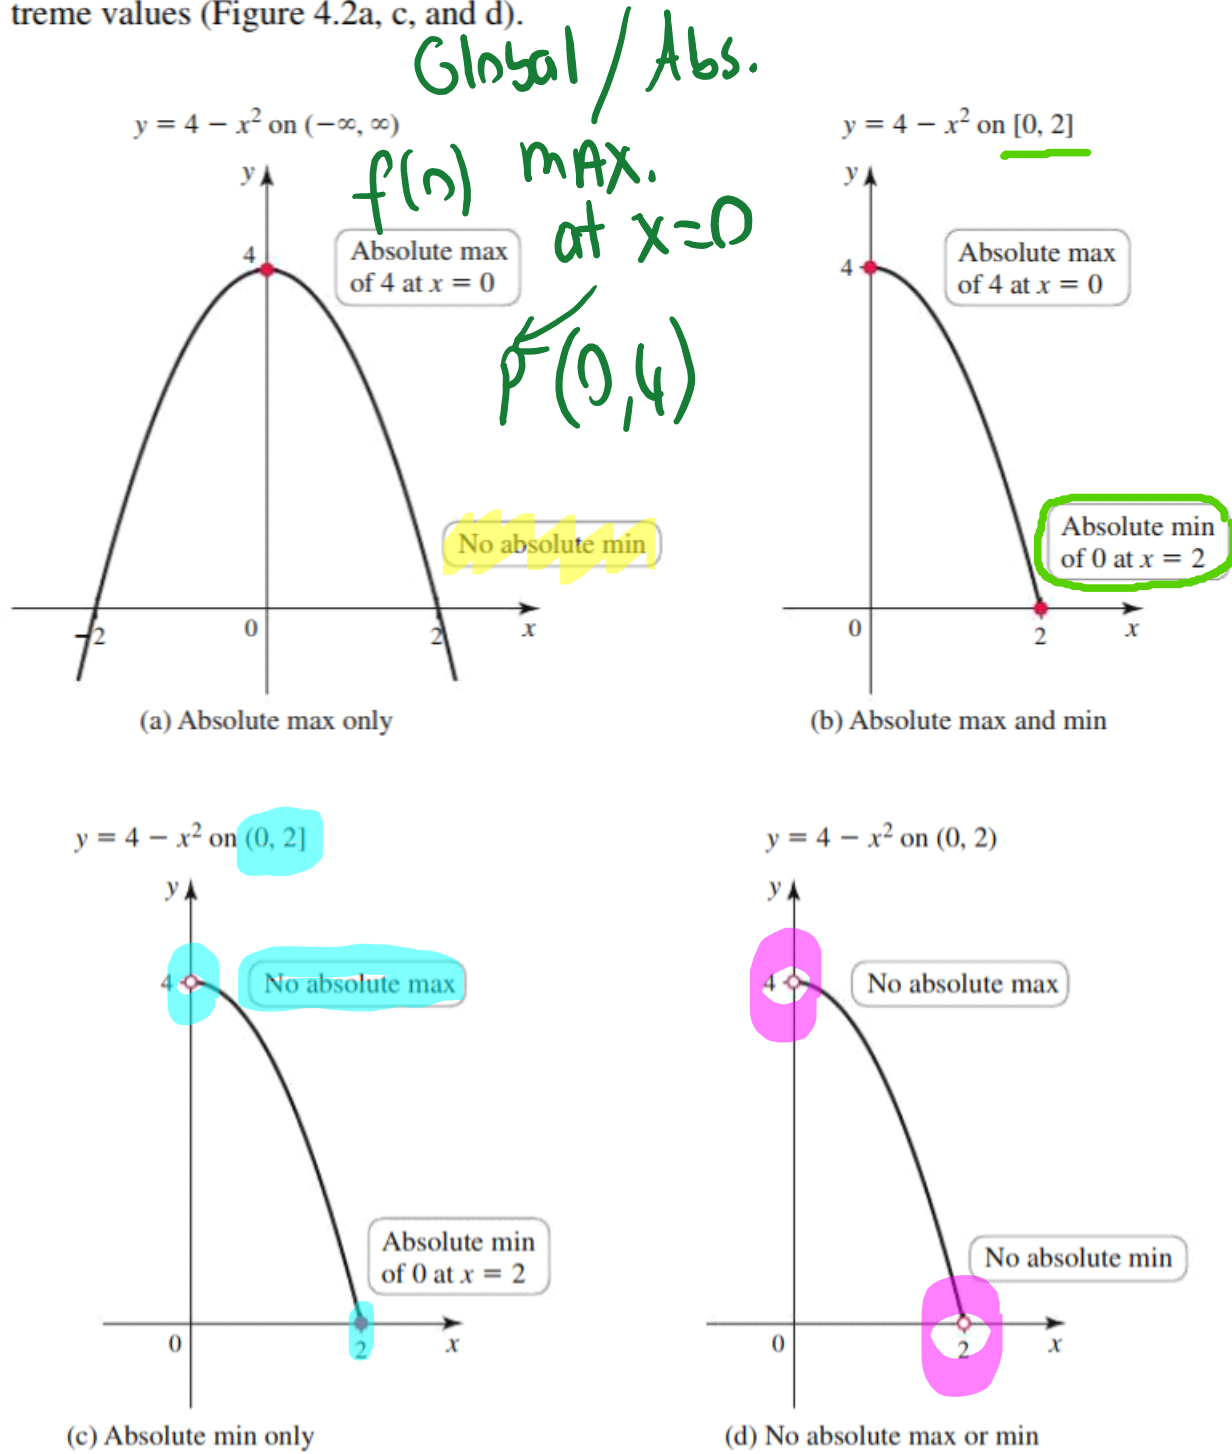 treme values (Figure 4.2a, c, and d).
Global / Abs.
max.
at x=0
P(0,4)
f(0)
y = 4 − x² on (−∞, ∞)
y
4
Absolute max
of 4 at x = 0
No absolute min
−2
0
2
x
(a) Absolute max only
y = 4 − x² on [0, 2]
y
4
Absolute max
of 4 at x = 0
Absolute min
of 0 at x = 2
0
2
x
(b) Absolute max and min
y = 4 − x² on (0, 2]
y
4
No absolute max
Absolute min
of 0 at x = 2
0
2
x
(c) Absolute min only
y = 4 − x² on (0, 2)
y
4
No absolute max
No absolute min
0
2
x
(d) No absolute max or min